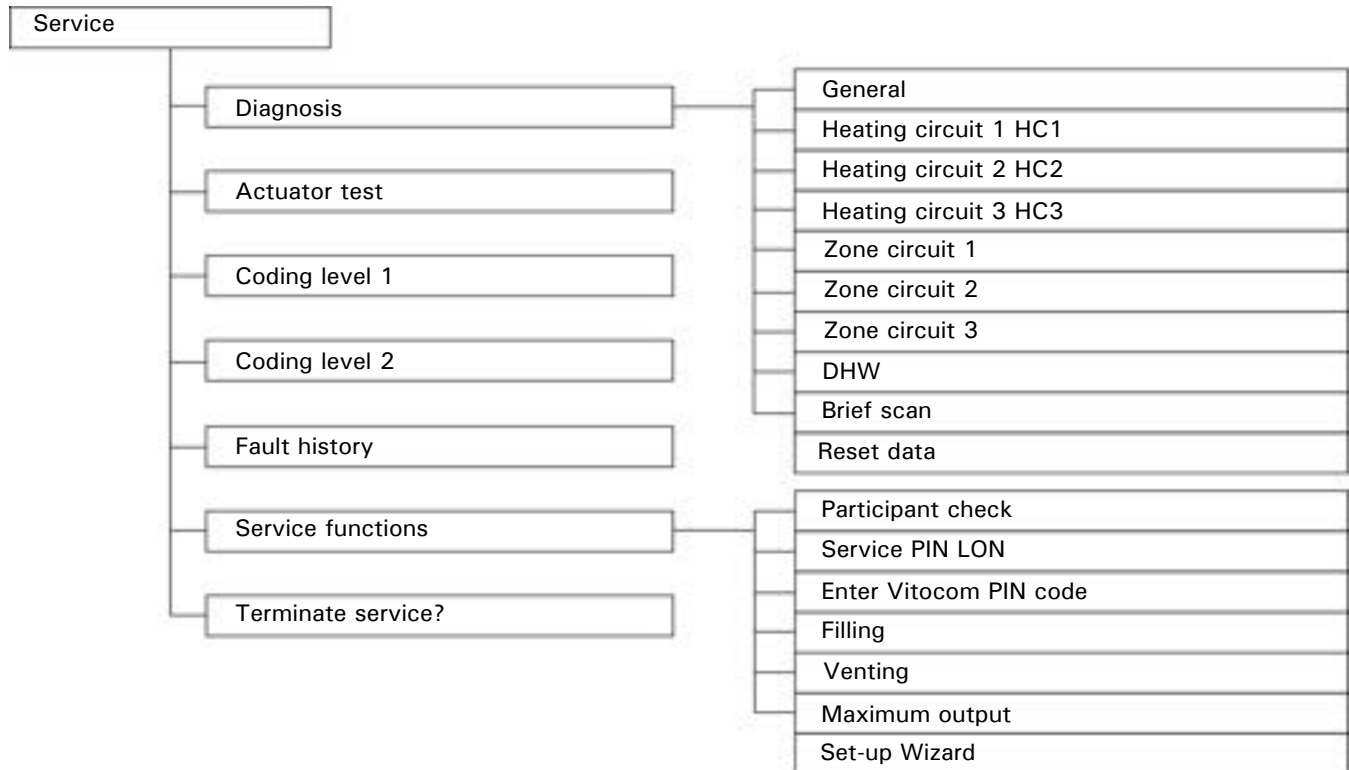 Service
Diagnosis
Actuator test
Coding level 1
Coding level 2
Fault history
Service functions
Terminate service?
General
Heating circuit 1 HC1
Heating circuit 2 HC2
Heating circuit 3 HC3
Zone circuit 1
Zone circuit 2
Zone circuit 3
DHW
Brief scan
Reset data
Participant check
Service PIN LON
Enter Vitocom PIN code
Filling
Venting
Maximum output
Set-up Wizard